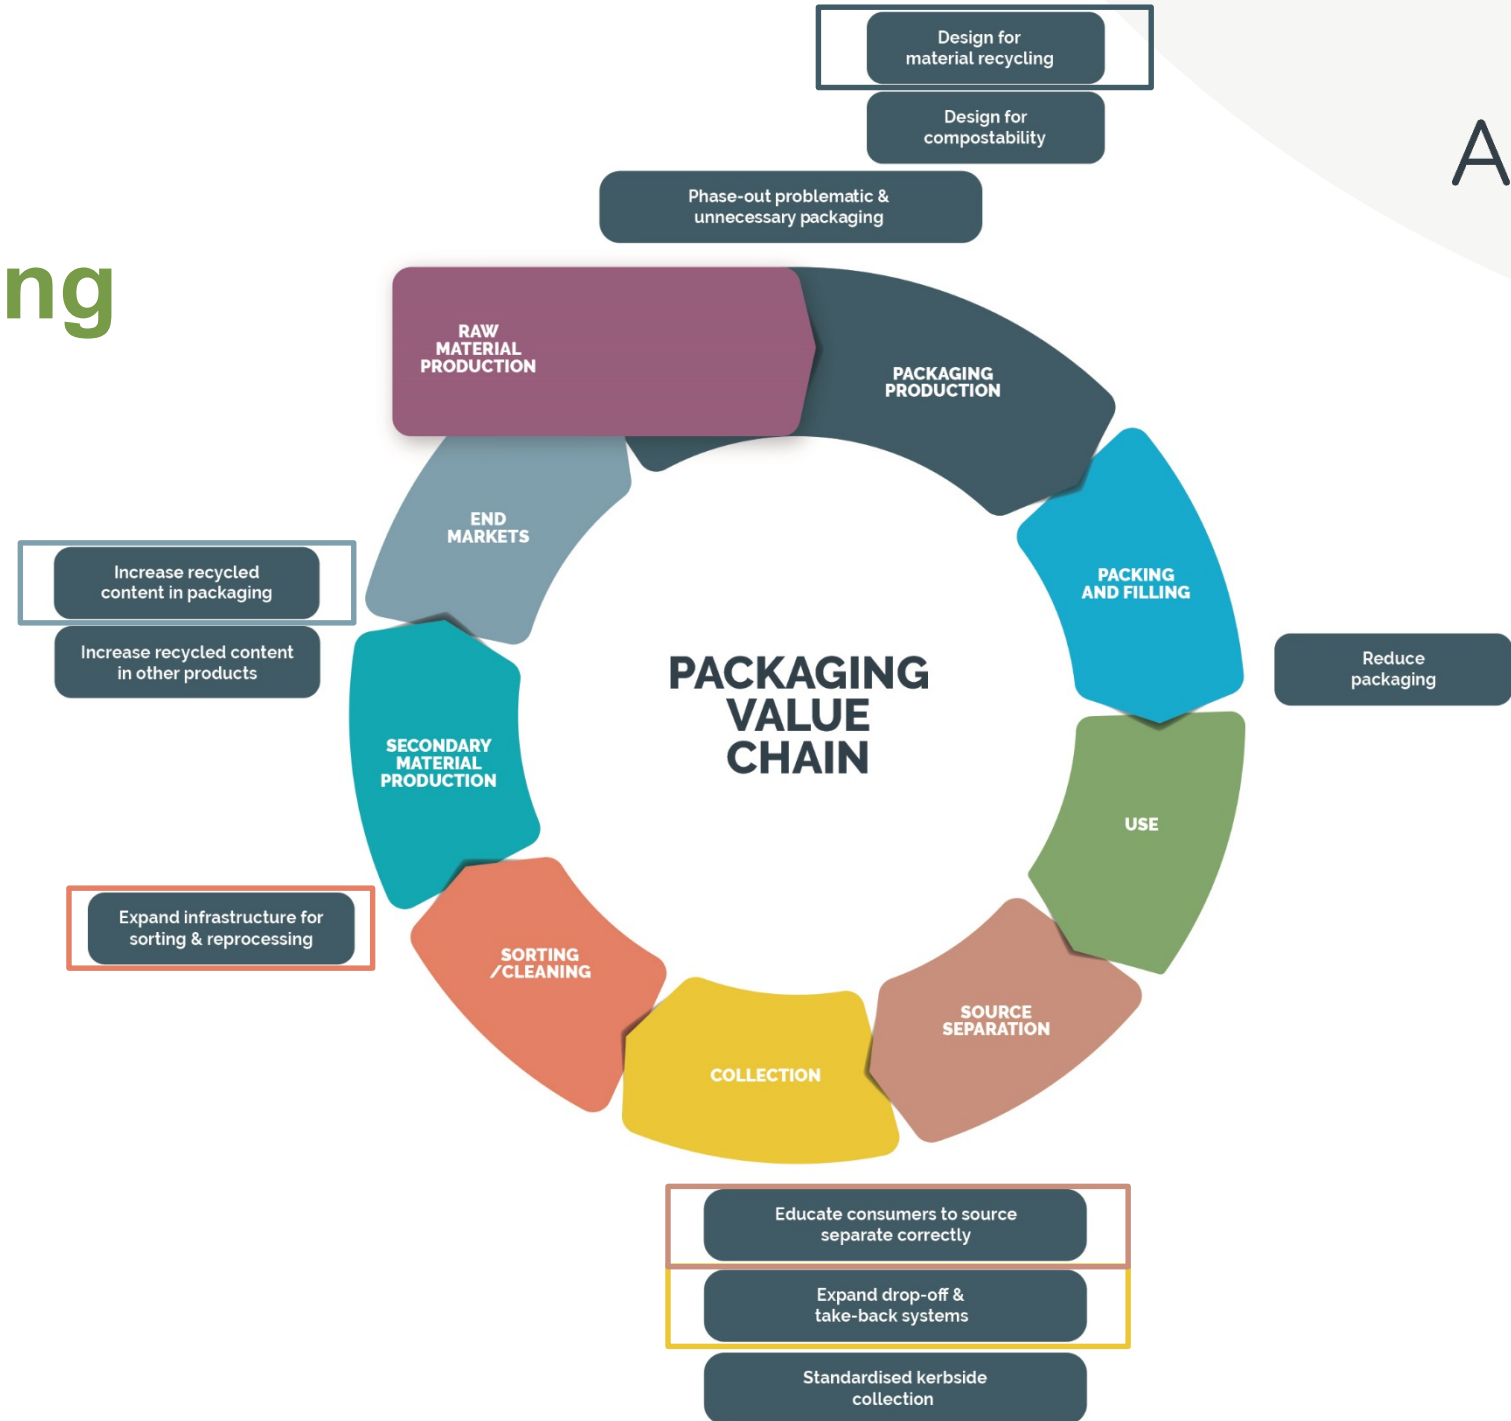 Design for
material recycling
Design for
compostability
A
Phase-out problematic &
unnecessary packaging
ng
RAW
MATERIAL
PRODUCTION
PACKAGING
PRODUCTION
END
MARKETS
PACKING
AND FILLING
Increase recycled
content in packaging
Increase recycled content
in other products
Reduce
packaging
PACKAGING
VALUE
CHAIN
SECONDARY
MATERIAL
PRODUCTION
USE
Expand infrastructure for
sorting & reprocessing
SORTING
/CLEANING
SOURCE
SEPARATION
COLLECTION
Educate consumers to source
separate correctly
Expand drop-off &
take-back systems
Standardised kerbside
collection